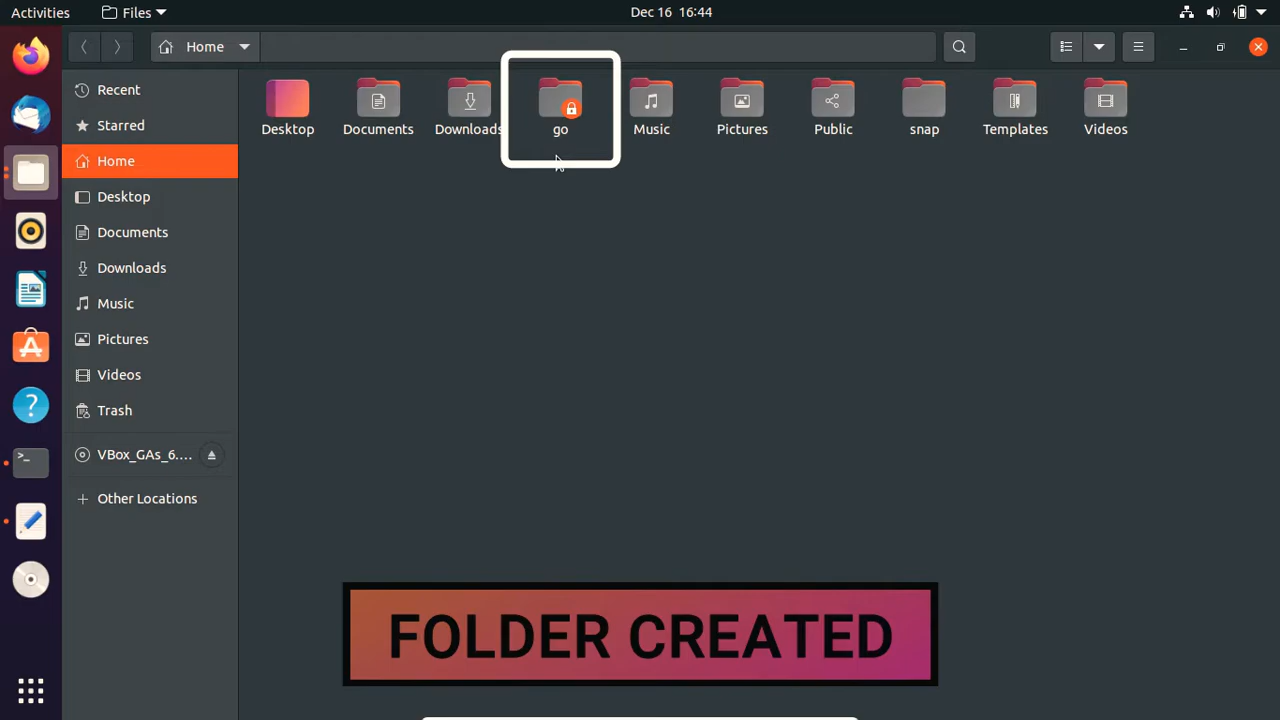 Activities
Files
Dec 16 16:44
Home
Recent
Starred
Home
Desktop
Documents
Downloads
Music
Pictures
Videos
Trash
VBox_GAs_6....
Other Locations
Desktop
Documents
Downloads
go
Music
Pictures
Public
snap
Templates
Videos
FOLDER CREATED